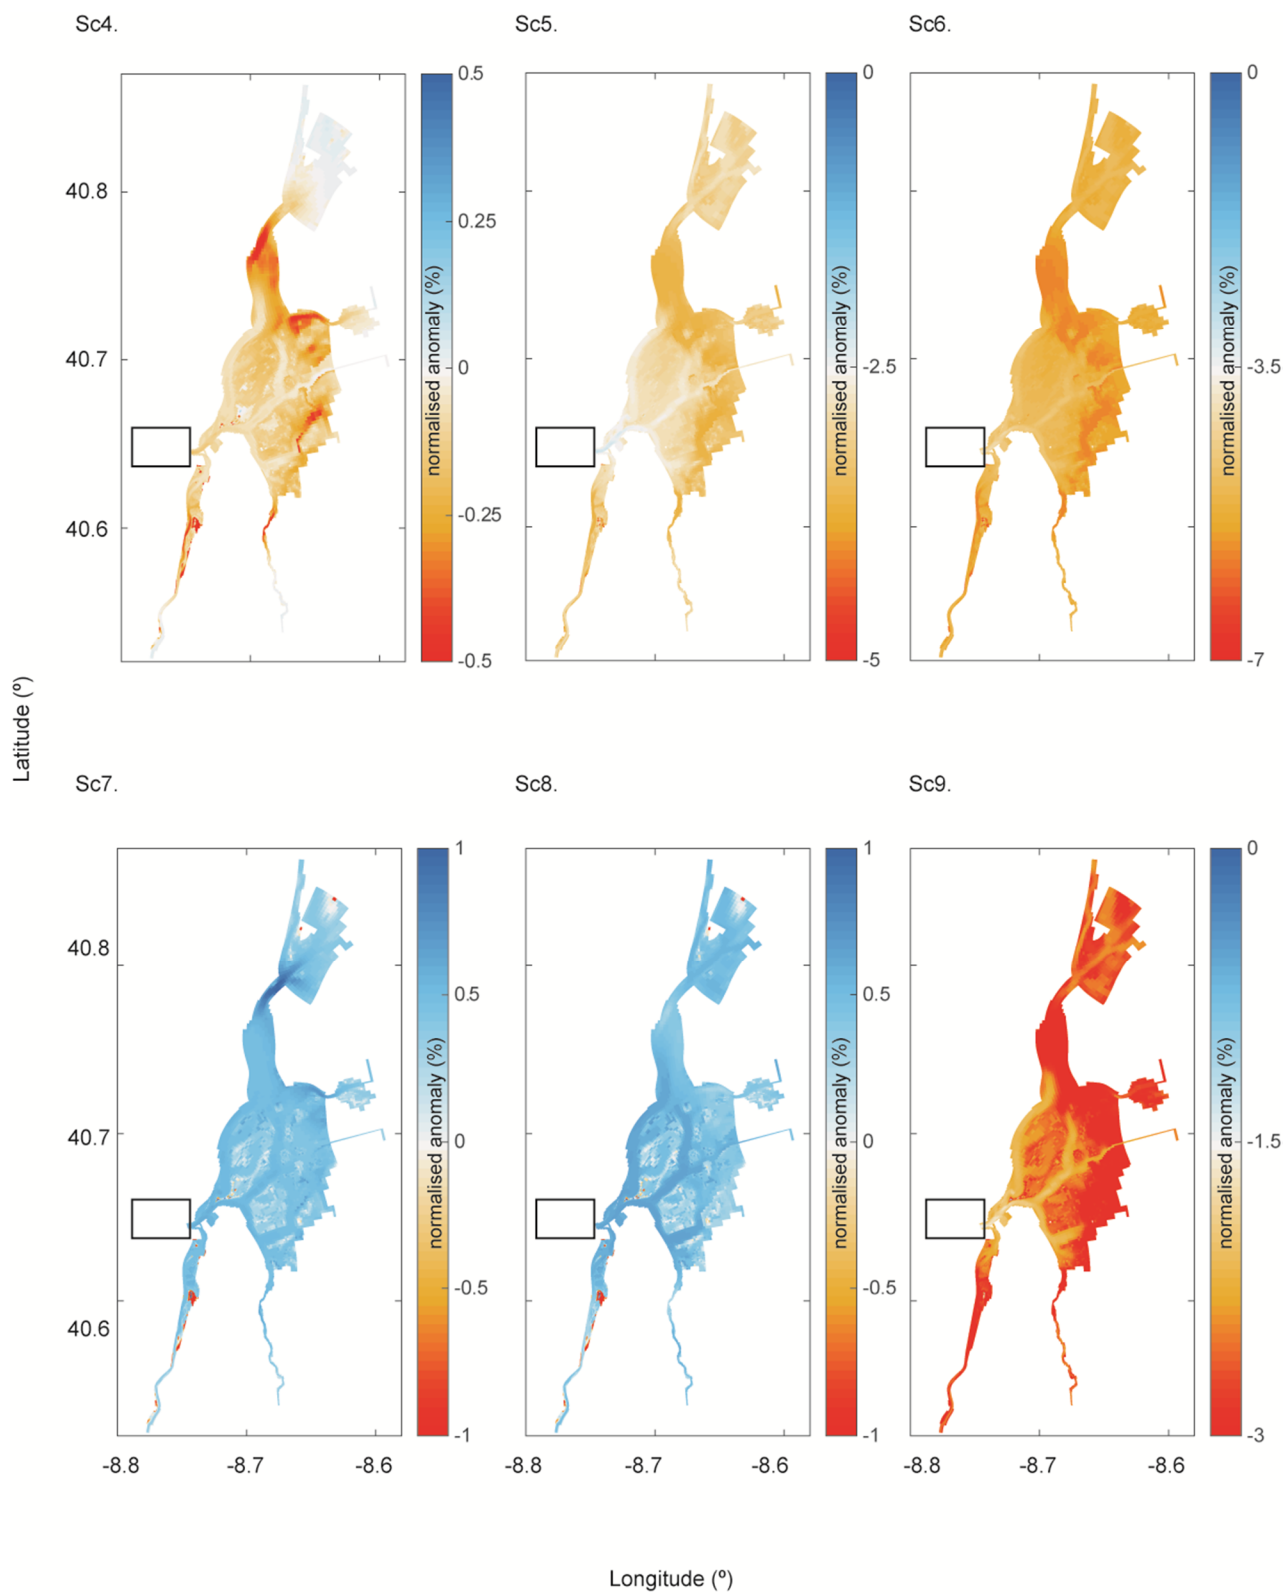 Sc4.
Sc5.
Sc6.
0.5
0.25
0
-0.25
-0.5
normalised anomaly (%)
0
-2.5
-5
normalised anomaly (%)
0
-3.5
-7
normalised anomaly (%)
40.8
40.7
40.6
Latitude (º)
Sc7.
Sc8.
Sc9.
1
0.5
0
-0.5
-1
normalised anomaly (%)
1
0.5
0
-0.5
-1
normalised anomaly (%)
0
-1.5
-3
normalised anomaly (%)
40.8
40.7
40.6
-8.8 -8.7 -8.6
-8.8 -8.7 -8.6
-8.8 -8.7 -8.6
Longitude (º)